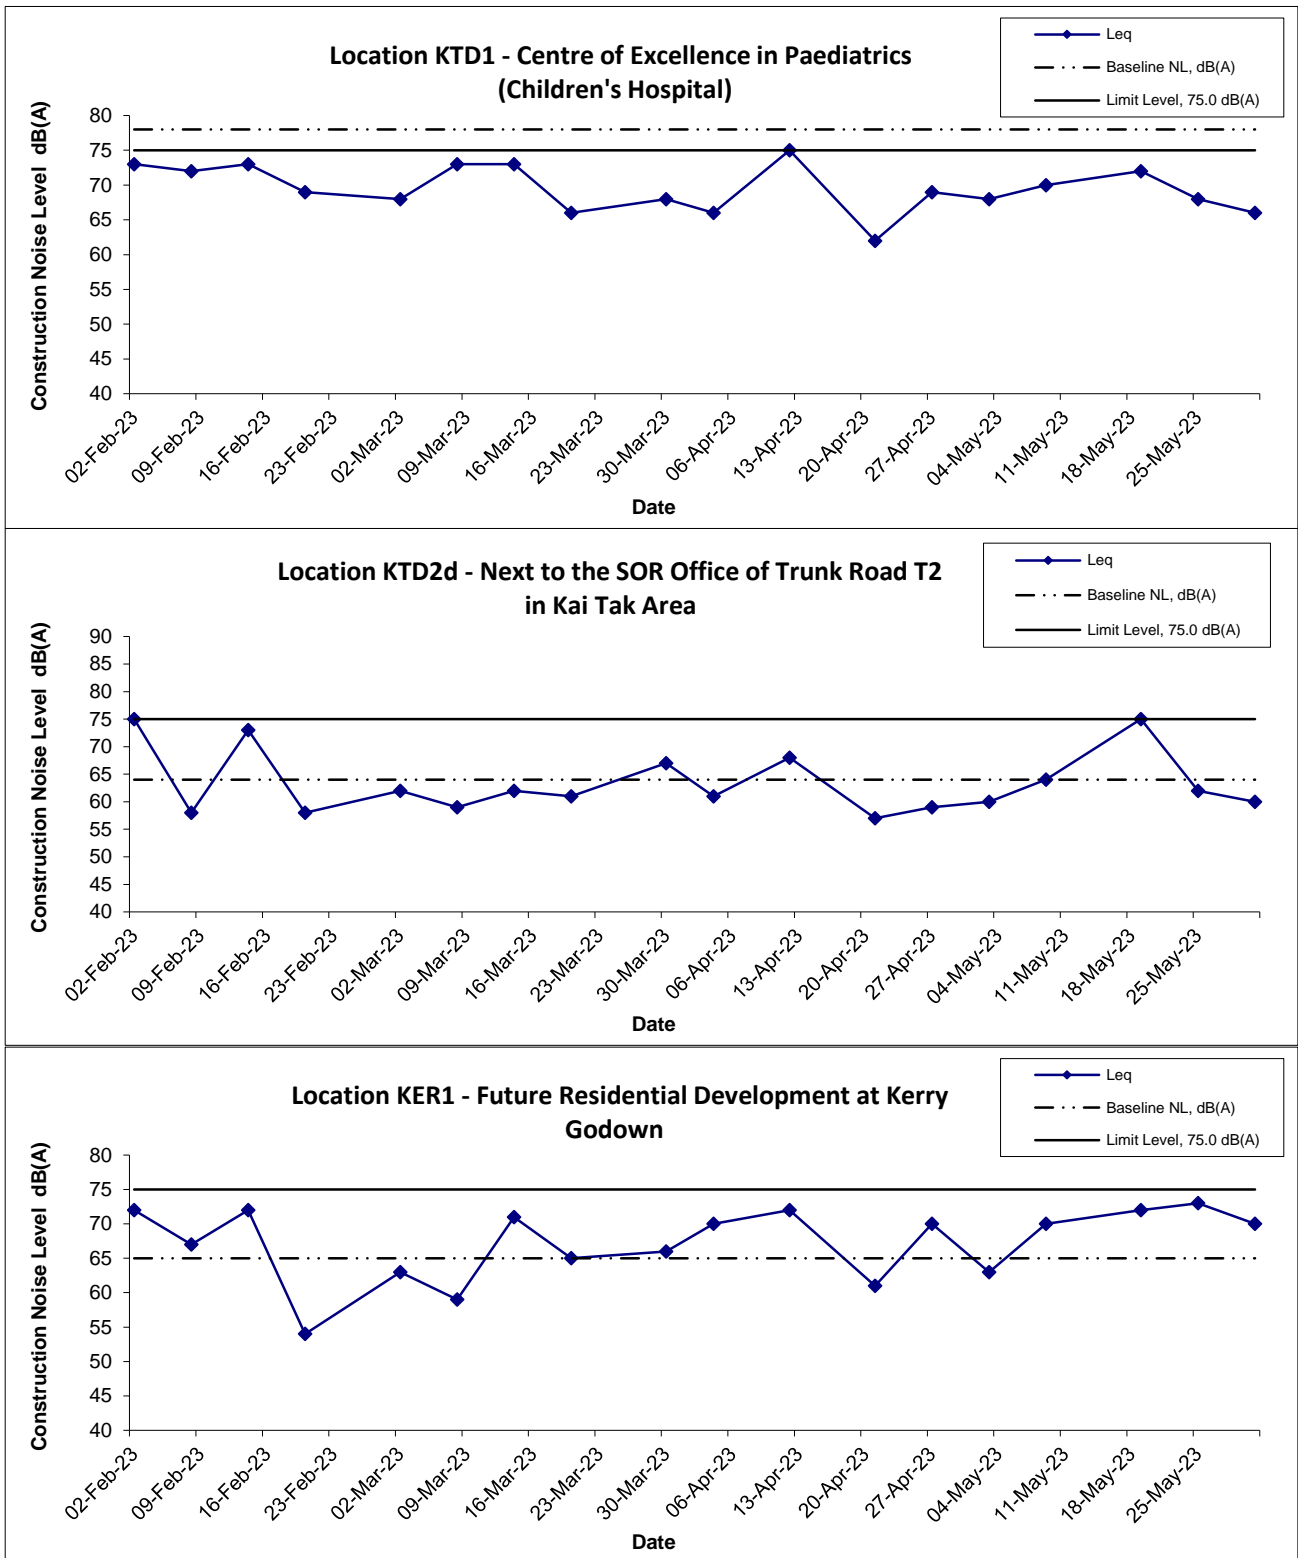 Location KTD1 - Centre of Excellence in Paediatrics
(Children's Hospital)
Leq
Baseline NL, dB(A)
Limit Level, 75.0 dB(A)
Construction Noise Level dB(A)
80
75
70
65
60
55
50
45
40
02-Feb-23
09-Feb-23
16-Feb-23
23-Feb-23
02-Mar-23
09-Mar-23
16-Mar-23
23-Mar-23
30-Mar-23
06-Apr-23
13-Apr-23
20-Apr-23
27-Apr-23
04-May-23
11-May-23
18-May-23
25-May-23
Date
Location KTD2d - Next to the SOR Office of Trunk Road T2
in Kai Tak Area
Leq
Baseline NL, dB(A)
Limit Level, 75.0 dB(A)
Construction Noise Level dB(A)
90
85
80
75
70
65
60
55
50
45
40
02-Feb-23
09-Feb-23
16-Feb-23
23-Feb-23
02-Mar-23
09-Mar-23
16-Mar-23
23-Mar-23
30-Mar-23
06-Apr-23
13-Apr-23
20-Apr-23
27-Apr-23
04-May-23
11-May-23
18-May-23
25-May-23
Date
Location KER1 - Future Residential Development at Kerry
Godown
Leq
Baseline NL, dB(A)
Limit Level, 75.0 dB(A)
Construction Noise Level dB(A)
80
75
70
65
60
55
50
45
40
02-Feb-23
09-Feb-23
16-Feb-23
23-Feb-23
02-Mar-23
09-Mar-23
16-Mar-23
23-Mar-23
30-Mar-23
06-Apr-23
13-Apr-23
20-Apr-23
27-Apr-23
04-May-23
11-May-23
18-May-23
25-May-23
Date